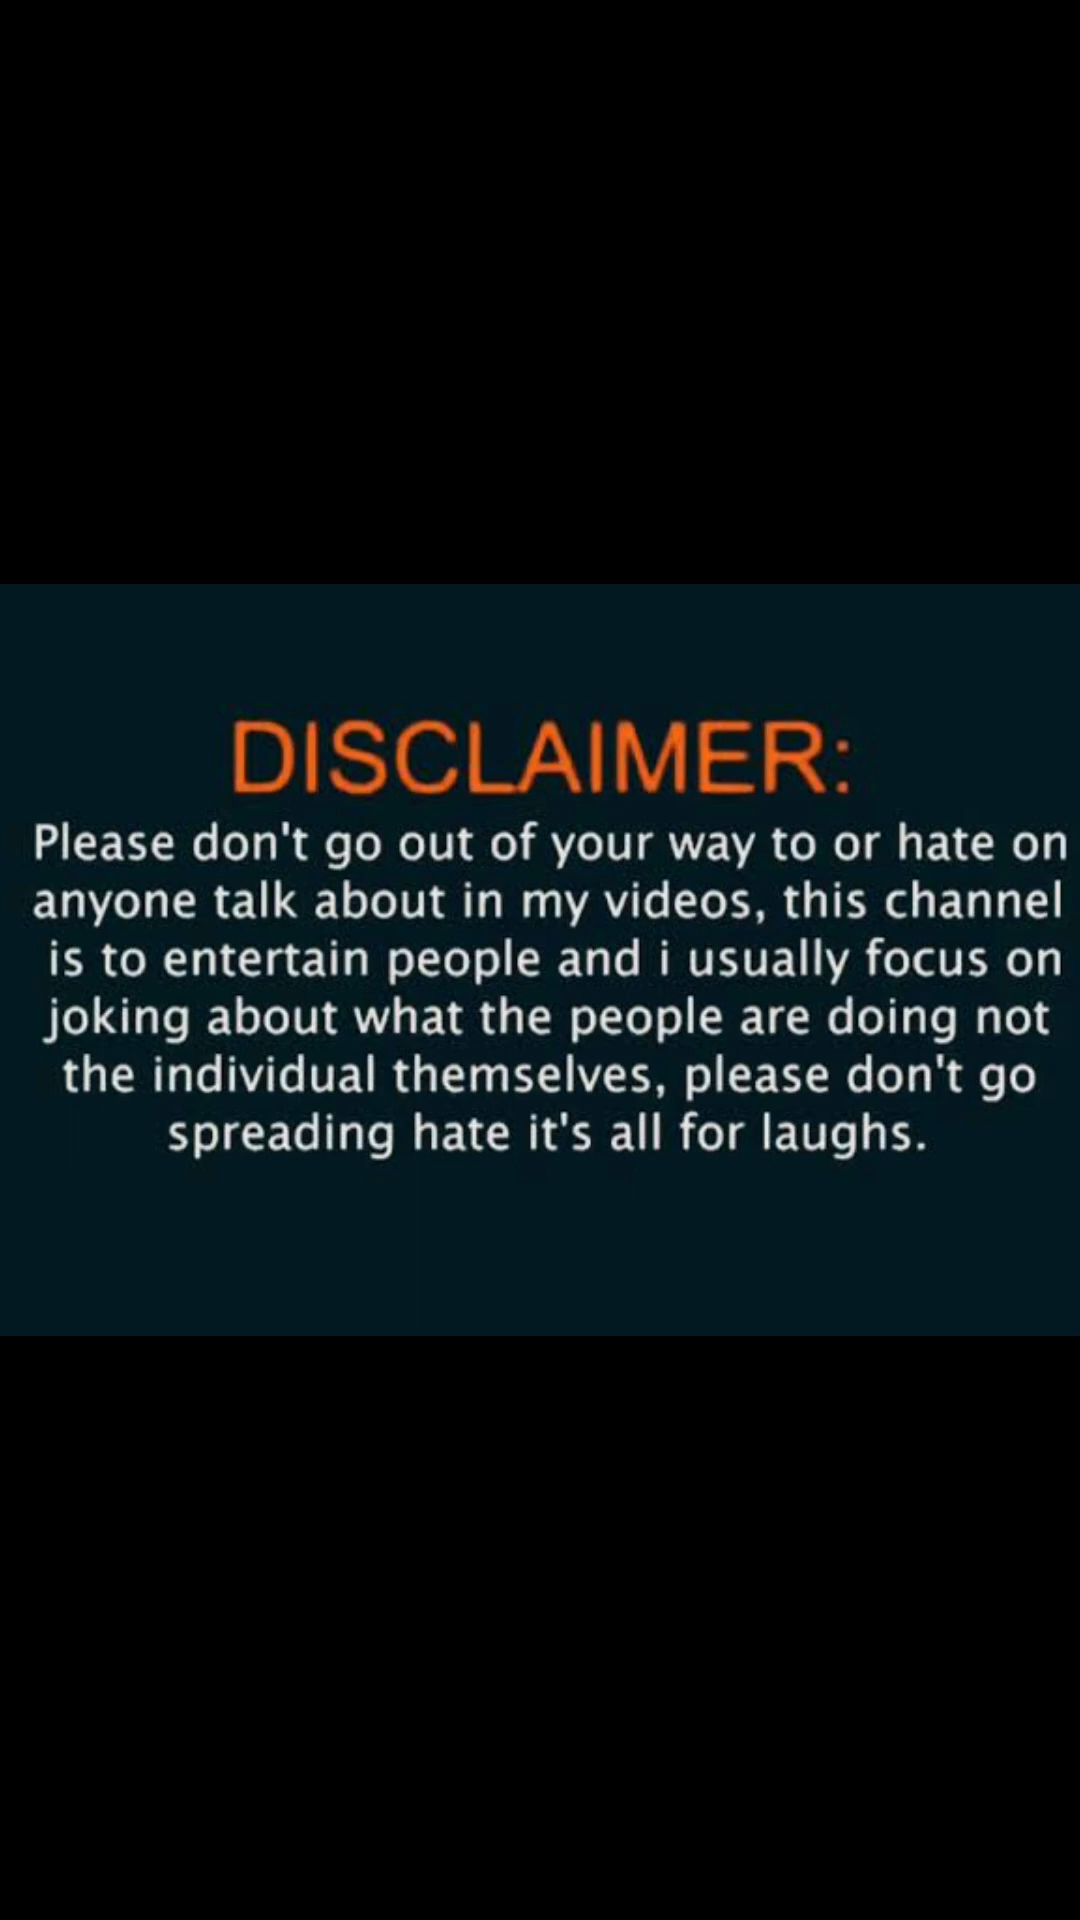 DISCLAIMER:
Please don't go out of your way to or hate on
anyone talk about in my videos, this channel
is to entertain people and i usually focus on
joking about what the people are doing not
the individual themselves, please don't go
spreading hate it's all for laughs.